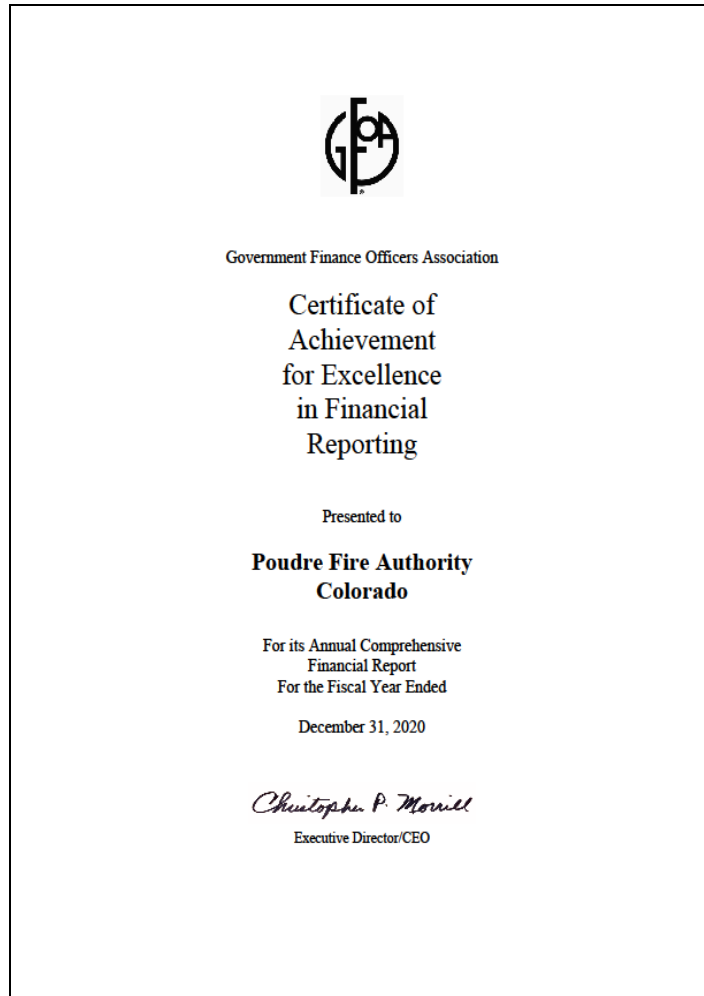 GFOA
Government Finance Officers Association
Certificate of
Achievement
for Excellence
in Financial
Reporting
Presented to
Poudre Fire Authority
Colorado
For its Annual Comprehensive
Financial Report
For the Fiscal Year Ended
December 31, 2020
Christopher P. Morrill
Executive Director/CEO